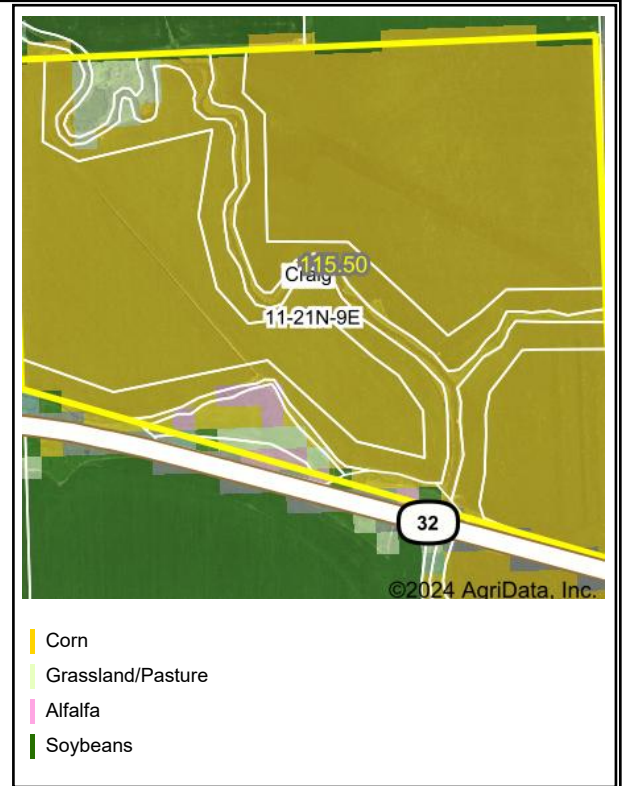 115.50
Craig
11-21N-9E
32
©2024 AgriData, Inc.
Corn
Grassland/Pasture
Alfalfa
Soybeans